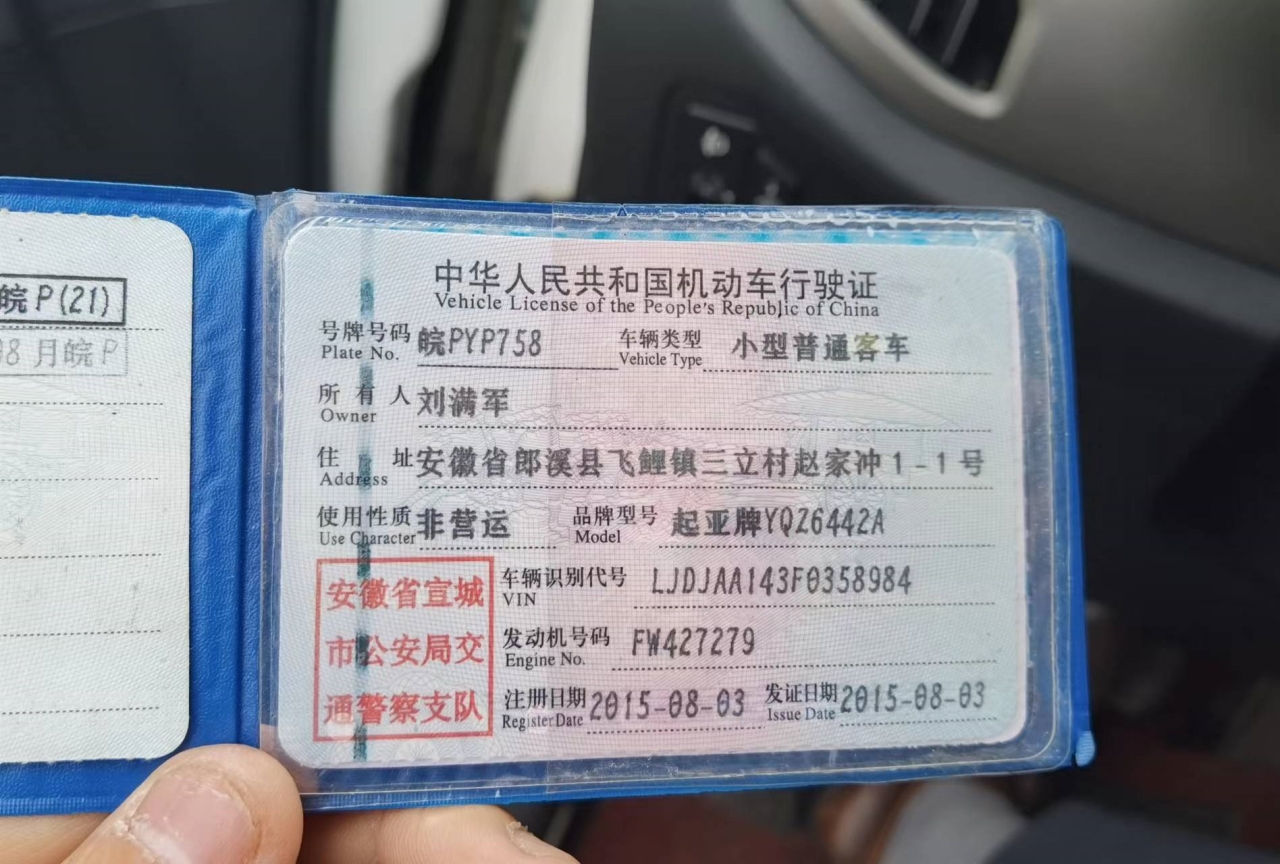 皖P(21)
08月皖P
中华人民共和国机动车行驶证
Vehicle License of the People's Republic of China
号牌号码 皖PYP758 车辆类型 小型普通客车
Plate No. Vehicle Type
所有人 刘满军
Owner
住址 安徽省郎溪县飞鲤镇三立村赵家冲1-1号
Address
使用性质 非营运 品牌型号 起亚牌YQZ6442A
Use Character Model
安徽省宣城
市公安局交
通警察支队
车辆识别代号 LJDJAA143F0358984
VIN
发动机号码 FW427279
Engine No.
注册日期 2015-08-03 发证日期 2015-08-03
Register Date Issue Date